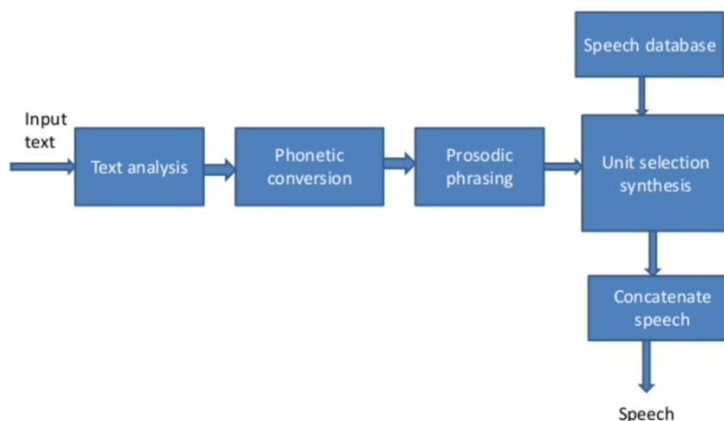 Speech database
Input
text
Text analysis
Phonetic
conversion
Prosodic
phrasing
Unit selection
synthesis
Concatenate
speech
Speech